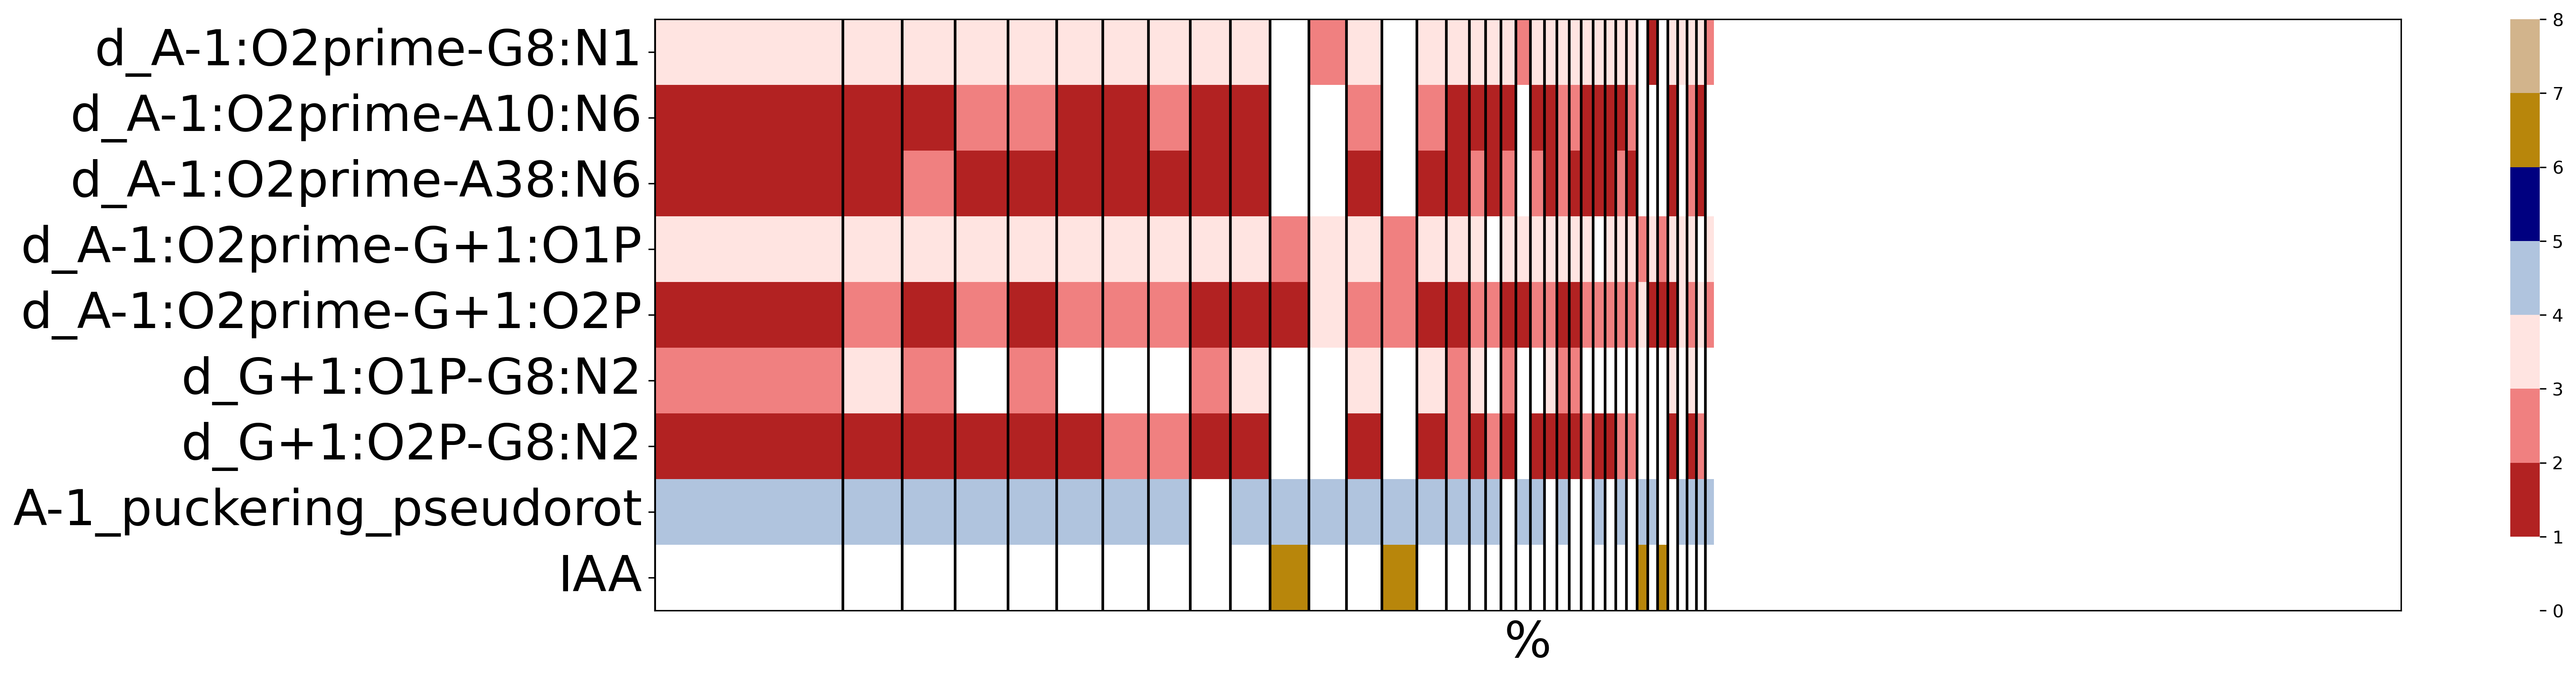 d_A-1:O2prime-G8:N1
d_A-1:O2prime-A10:N6
d_A-1:O2prime-A38:N6
d_A-1:O2prime-G+1:O1P
d_A-1:O2prime-G+1:O2P
d_G+1:O1P-G8:N2
d_G+1:O2P-G8:N2
A-1_puckering_pseudorot
IAA
%
8
7
6
5
4
3
2
1
0